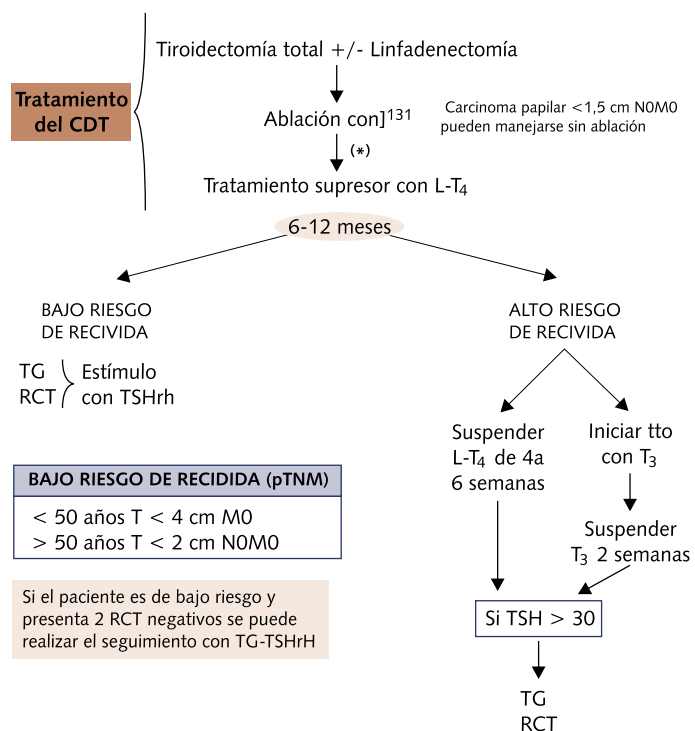 Tiroidectomía total +/- Linfadenectomía
Tratamiento
del CDT
Ablación con]131
Carcinoma papilar <1,5 cm N0M0
pueden manejarse sin ablación
(*)
Tratamiento supresor con L-T4
6-12 meses
BAJO RIESGO
DE RECIVIDA
TG
RCT
Estímulo
con TSHrh
ALTO RIESGO
DE RECIVIDA
Suspender
L-T4 de 4a
6 semanas
Iniciar tto
con T3
Suspender
T3 2 semanas
BAJO RIESGO DE RECIDIDA (pTNM)
< 50 años T < 4 cm M0
> 50 años T < 2 cm N0M0
Si el paciente es de bajo riesgo y
presenta 2 RCT negativos se puede
realizar el seguimiento con TG-TSHrH
Si TSH > 30
TG
RCT